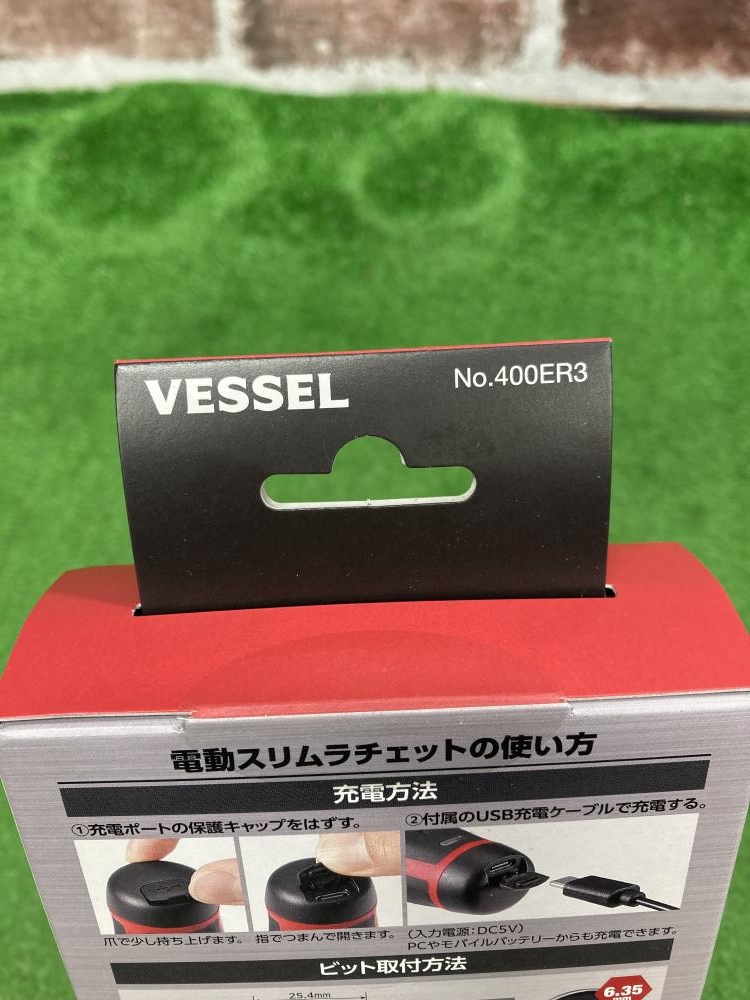 VESSEL
No.400ER3
電動スリムラチェットの使い方
充電方法
①充電ポートの保護キャップをはずす。
②付属のUSB充電ケーブルで充電する。
爪で少し持ち上げます。
指でつまんで開きます。
(入力電源:DC5V)
PCやモバイルバッテリーからも充電できます。
ビット取付方法
25.4mm
6.35
mm